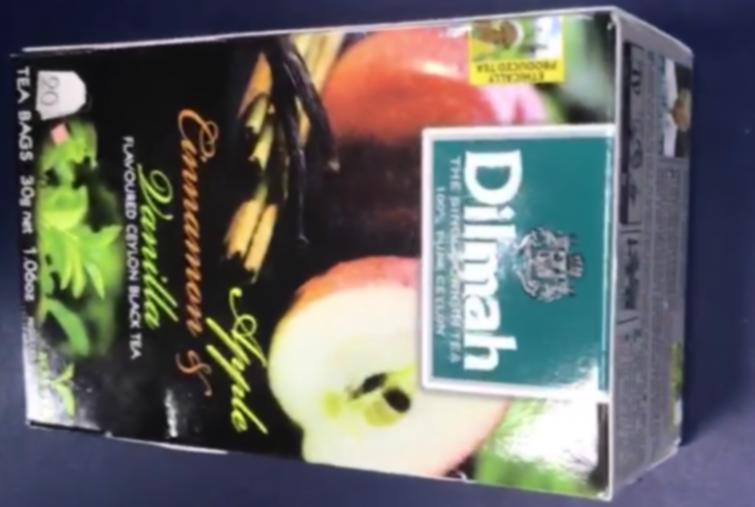 ETHICALLY
PRODUCED TEA
Dilmah
THE SINGLE ORIGIN TEA
100% PURE CEYLON
Apple
Cinnamon &
Vanilla
FLAVOURED CEYLON BLACK TEA
20
TEA BAGS 30g net 1.06oz